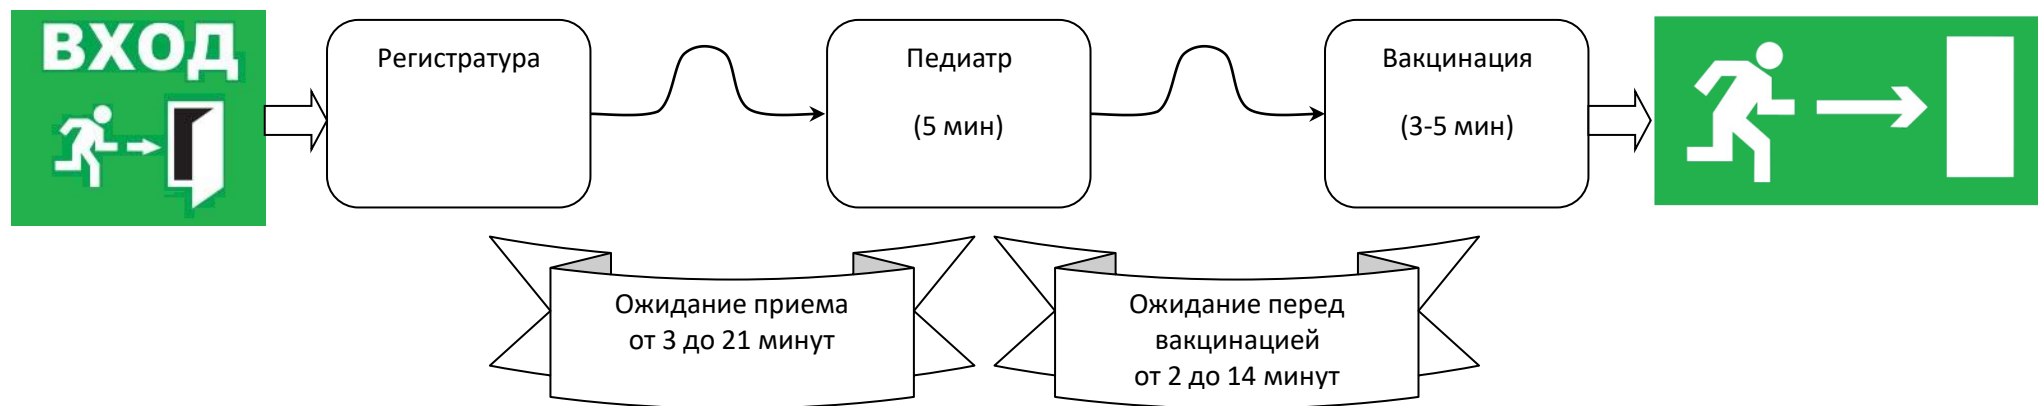 ВХОД
Регистратура
Педиатр
(5 мин)
Вакцинация
(3-5 мин)
Ожидание приема
от 3 до 21 минут
Ожидание перед
вакцинацией
от 2 до 14 минут